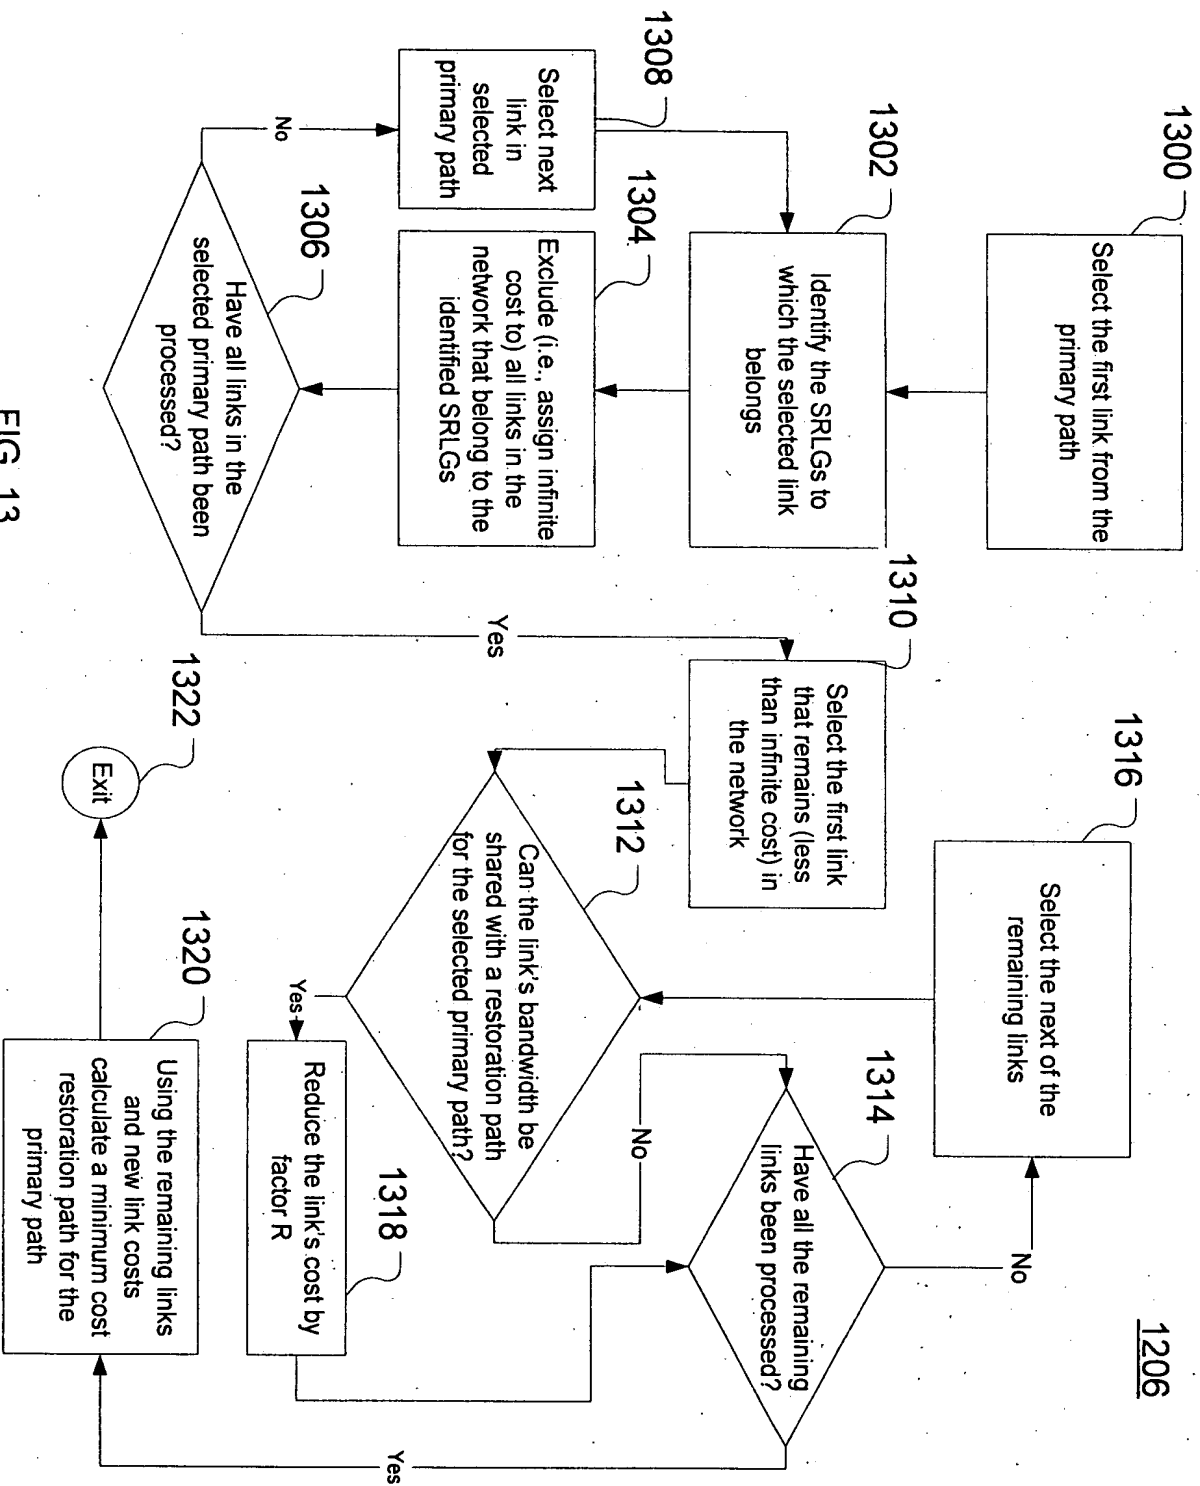 1206
1300
Select the first link from the
primary path
1302
Identify the SRLGs to
which the selected link
belongs
1304
Exclude (i.e., assign infinite
cost to) all links in the
network that belong to the
identified SRLGs
1306
Have all links in the
selected primary path been
processed?
No
1308
Select next
link in
selected
primary path
Yes
1310
Select the first link
that remains (less
than infinite cost) in
the network
1312
Can the link's bandwidth be
shared with a restoration path
for the selected primary path?
No
Yes
1314
Have all the remaining
links been processed?
No
1316
Select the next of the
remaining links
1318
Reduce the link's cost by
factor R
Yes
1320
Using the remaining links
and new link costs
calculate a minimum cost
restoration path for the
primary path
1322
Exit
FIG. 13